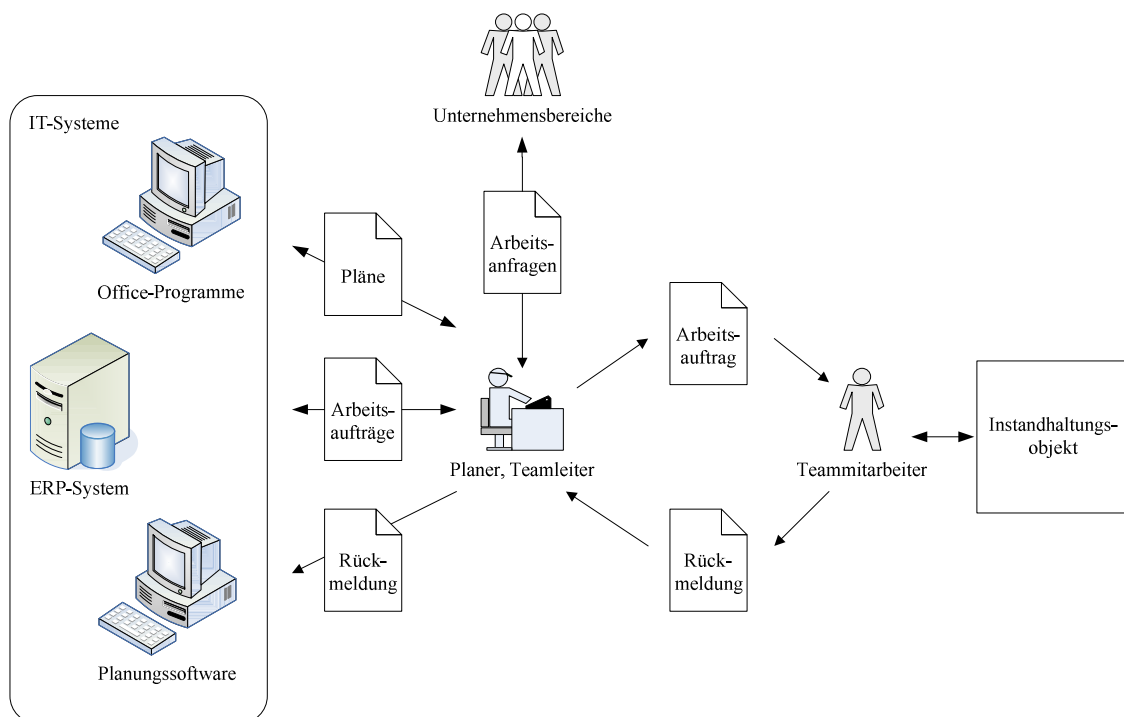 Unternehmensbereiche
IT-Systeme
Office-Programme
ERP-System
Planungssoftware
Pläne
Arbeits-
aufträge
Rück-
meldung
Arbeits-
anfragen
Planer, Teamleiter
Arbeits-
auftrag
Rück-
meldung
Teammitarbeiter
Instandhaltungs-
objekt